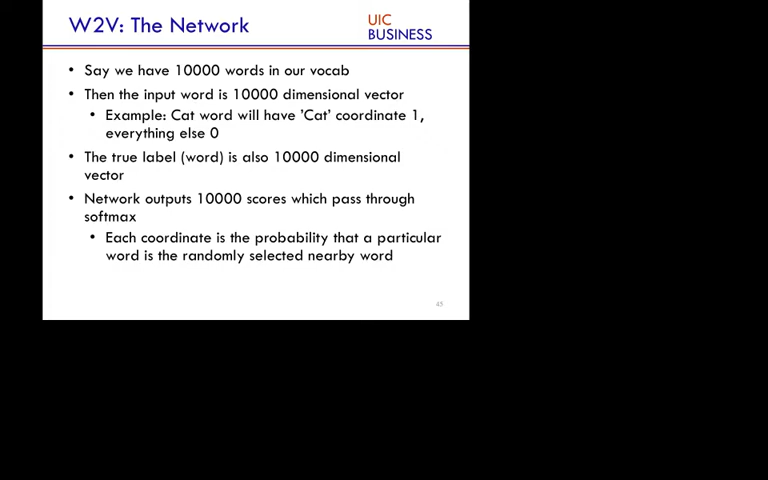 W2V: The Network
UIC
BUSINESS
• Say we have 10000 words in our vocab
• Then the input word is 10000 dimensional vector
• Example: Cat word will have 'Cat' coordinate 1,
everything else 0
• The true label (word) is also 10000 dimensional
vector
• Network outputs 10000 scores which pass through
softmax
• Each coordinate is the probability that a particular
word is the randomly selected nearby word
45